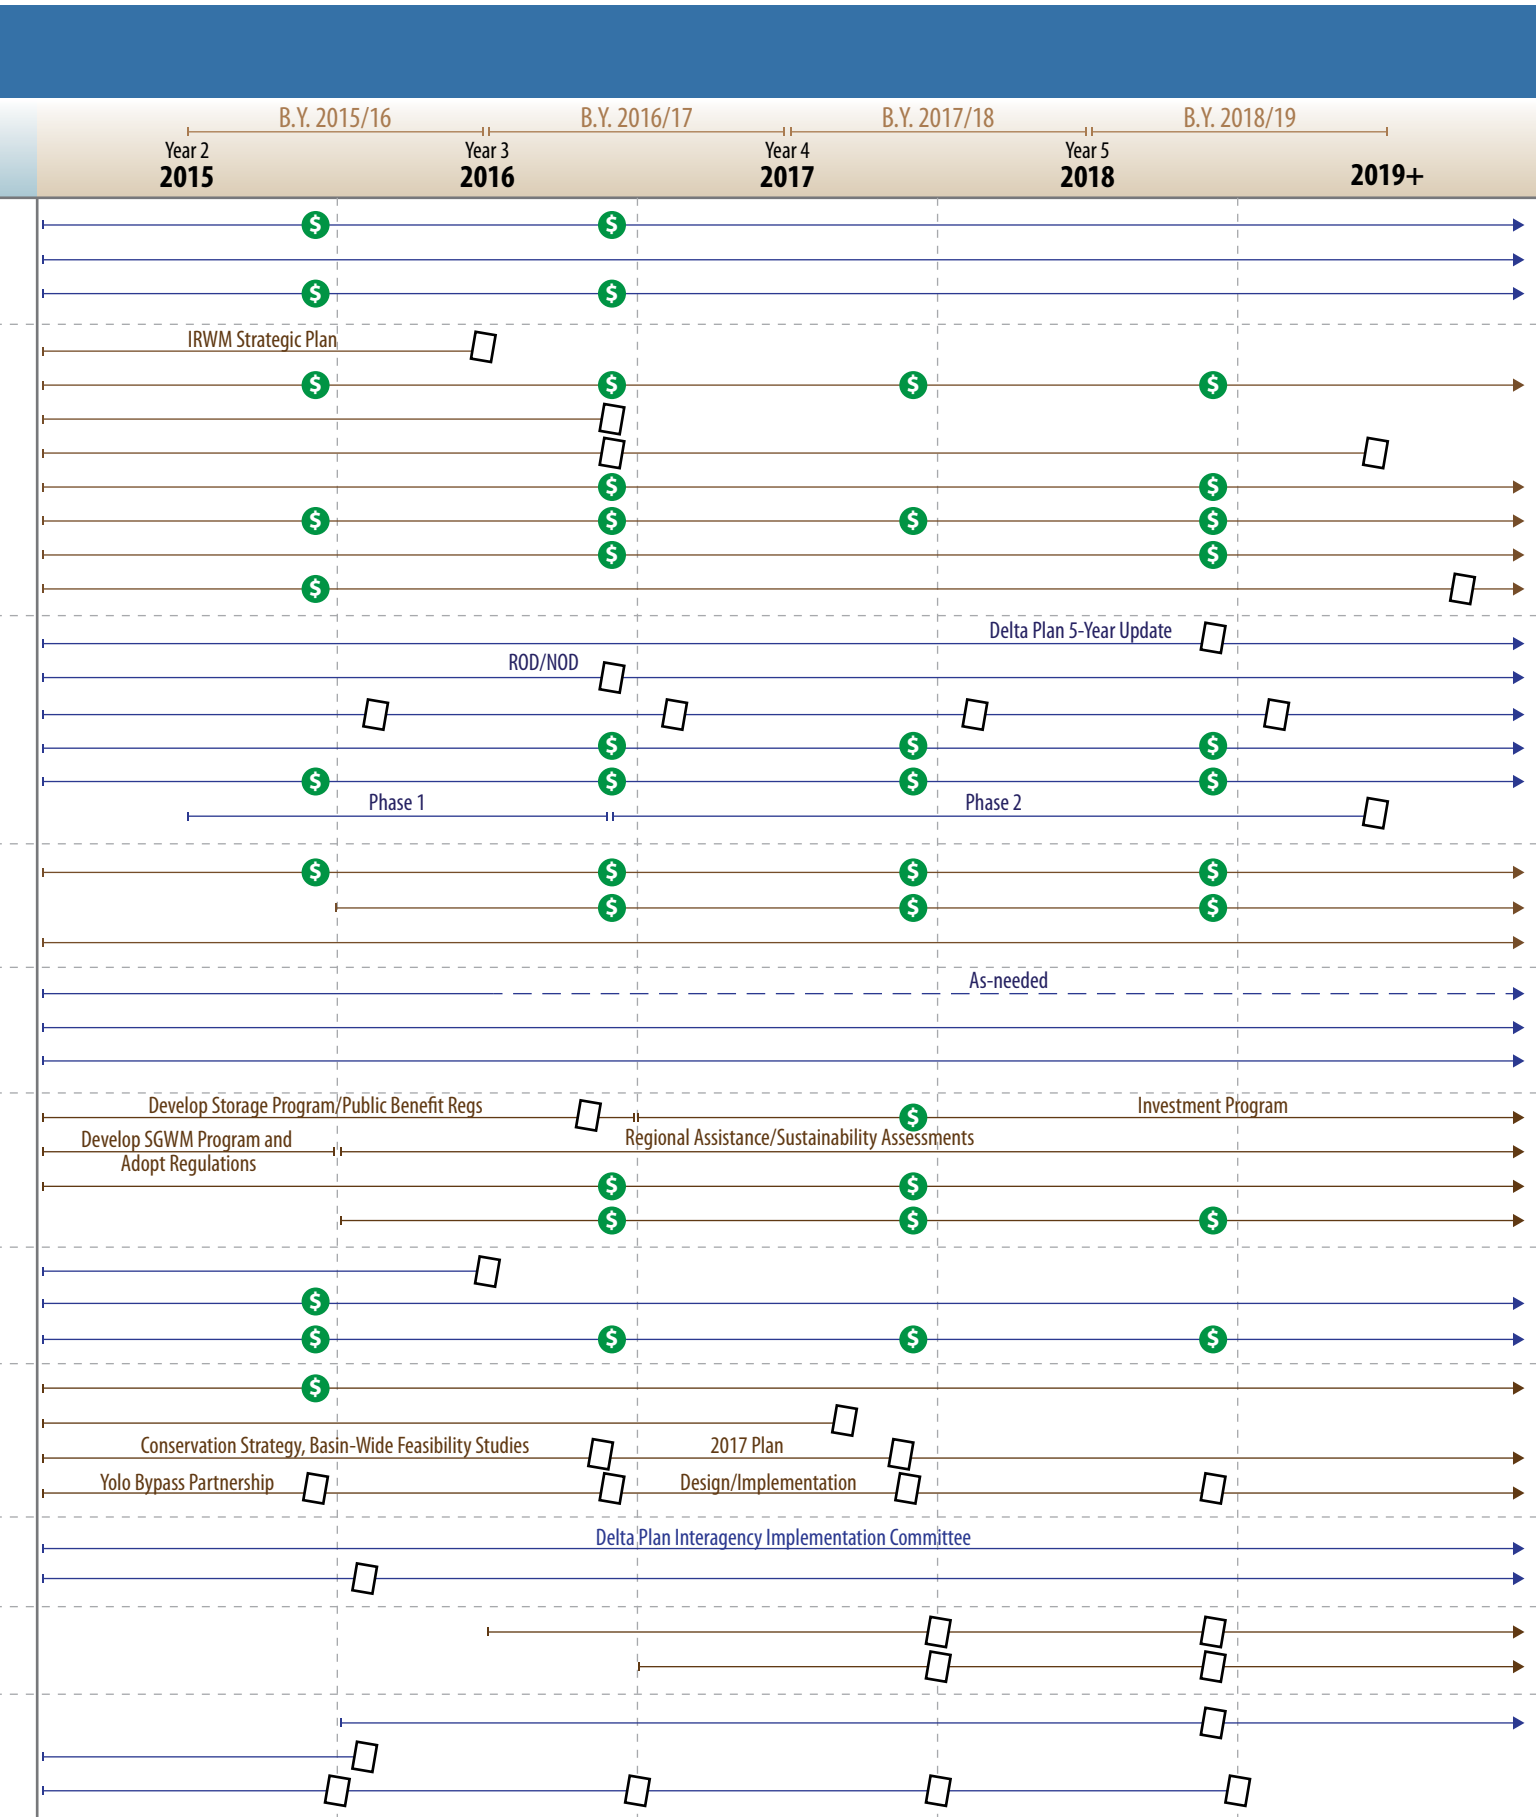 B.Y. 2015/16 B.Y. 2016/17 B.Y. 2017/18 B.Y. 2018/19
Year 2 Year 3 Year 4 Year 5
2015 2016 2017 2018 2019+
$ $
$ $
IRWM Strategic Plan
$ $ $ $
$ $
$ $ $ $
$ $
$
Delta Plan 5-Year Update
ROD/NOD
$ $ $
$ $ $ $
Phase 1 Phase 2
$ $ $ $
$ $ $
As-needed
Develop Storage Program/Public Benefit Regs Investment Program
$
Develop SGWM Program and Regional Assistance/Sustainability Assessments
Adopt Regulations
$ $
$ $ $
$
$ $ $ $
$
Conservation Strategy, Basin-Wide Feasibility Studies 2017 Plan
Yolo Bypass Partnership Design/Implementation
Delta Plan Interagency Implementation Committee